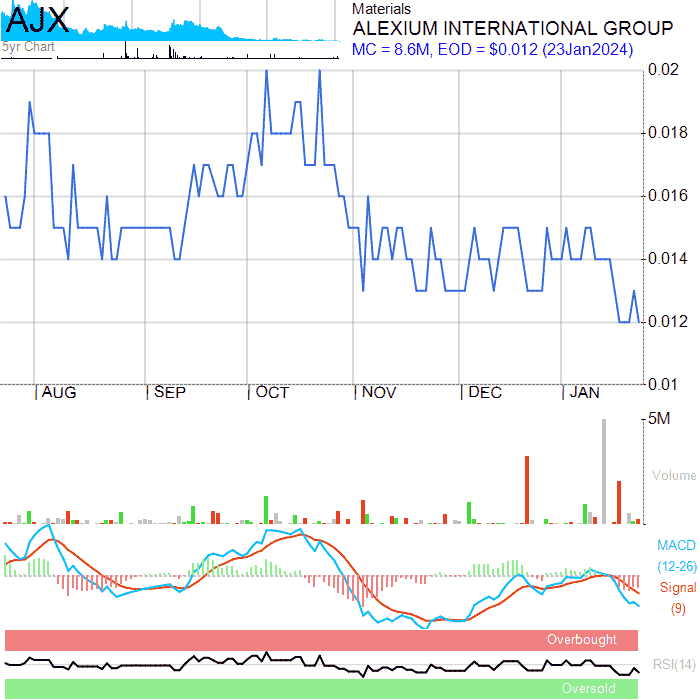 AJX
5yr Chart
Materials
ALEXIUM INTERNATIONAL GROUP
MC = 8.6M, EOD = $0.012 (23Jan2024)
0.02
0.018
0.016
0.014
0.012
0.01
AUG SEP OCT NOV DEC JAN
5M
Volume
MACD
(12-26)
Signal
(9)
Overbought
RSI(14)
Oversold